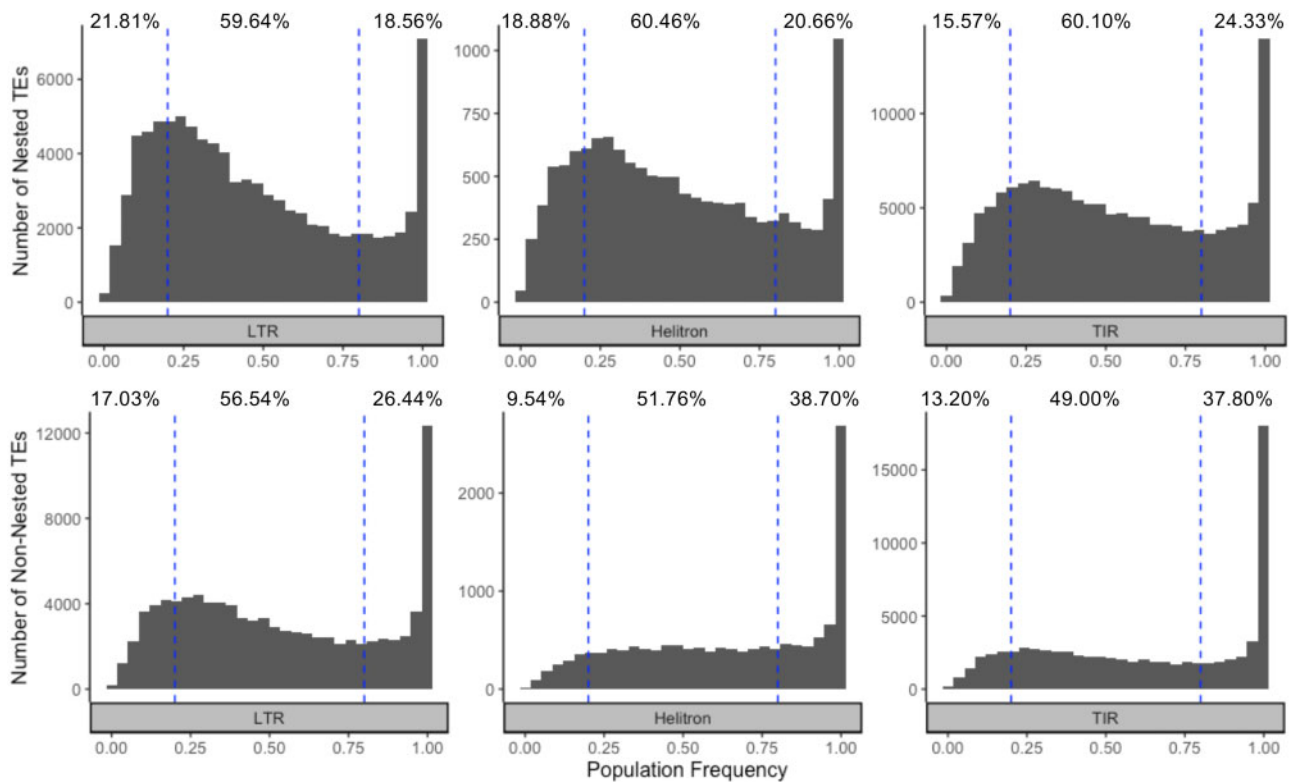 21.81% 59.64% 18.56% 18.88% 60.46% 20.66% 15.57% 60.10% 24.33%
Number of Nested TEs
6000
4000
2000
0
1000
750
500
250
0
10000
5000
0
LTR Helitron TIR
0.00 0.25 0.50 0.75 1.00 0.00 0.25 0.50 0.75 1.00 0.00 0.25 0.50 0.75 1.00
17.03% 56.54% 26.44% 9.54% 51.76% 38.70% 13.20% 49.00% 37.80%
Number of Non-Nested TEs
12000
8000
4000
0
2000
1000
0
15000
10000
5000
0
LTR Helitron TIR
0.00 0.25 0.50 0.75 1.00 0.00 0.25 0.50 0.75 1.00 0.00 0.25 0.50 0.75 1.00
Population Frequency